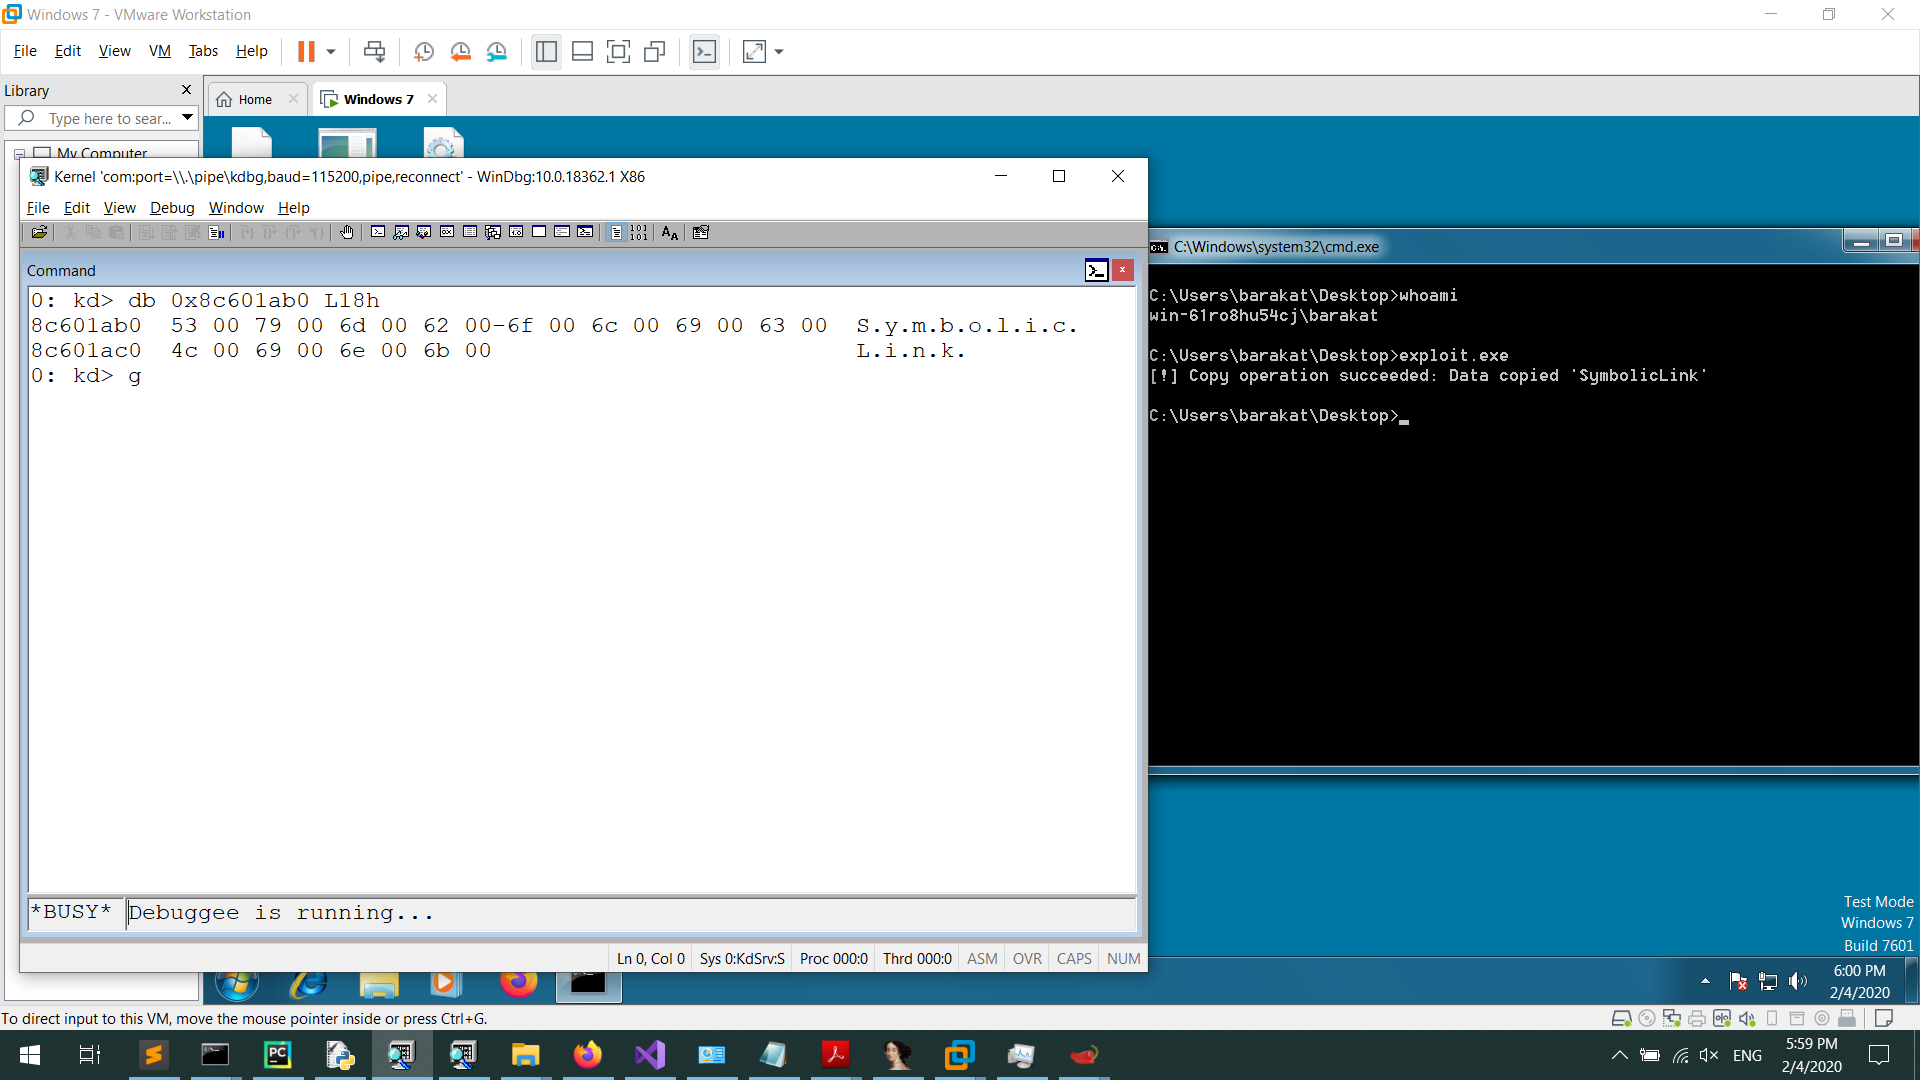 Windows 7 - VMware Workstation
File Edit View VM Tabs Help
Library
Type here to sear...
My Computer
Home
Windows 7
Kernel 'com:port=\\.\pipe\kdbg,baud=115200,pipe,reconnect' - WinDbg:10.0.18362.1 X86
File Edit View Debug Window Help
Command
0: kd> db 0x8c601ab0 L18h
8c601ab0  53 00 79 00 6d 00 62 00-6f 00 6c 00 69 00 63 00  S.y.m.b.o.l.i.c.
8c601ac0  4c 00 69 00 6e 00 6b 00  L.i.n.k.
0: kd> g
*BUSY* Debuggee is running...
Ln 0, Col 0 Sys 0:KdSrv:S Proc 000:0 Thrd 000:0 ASM OVR CAPS NUM
C:\Windows\system32\cmd.exe
C:\Users\barakat\Desktop>whoami
win-61ro8hu54cj\barakat
C:\Users\barakat\Desktop>exploit.exe
[!] Copy operation succeeded: Data copied 'SymbolicLink'
C:\Users\barakat\Desktop>_
Test Mode
Windows 7
Build 7601
6:00 PM
2/4/2020
To direct input to this VM, move the mouse pointer inside or press Ctrl+G.
PC
ENG
5:59 PM
2/4/2020